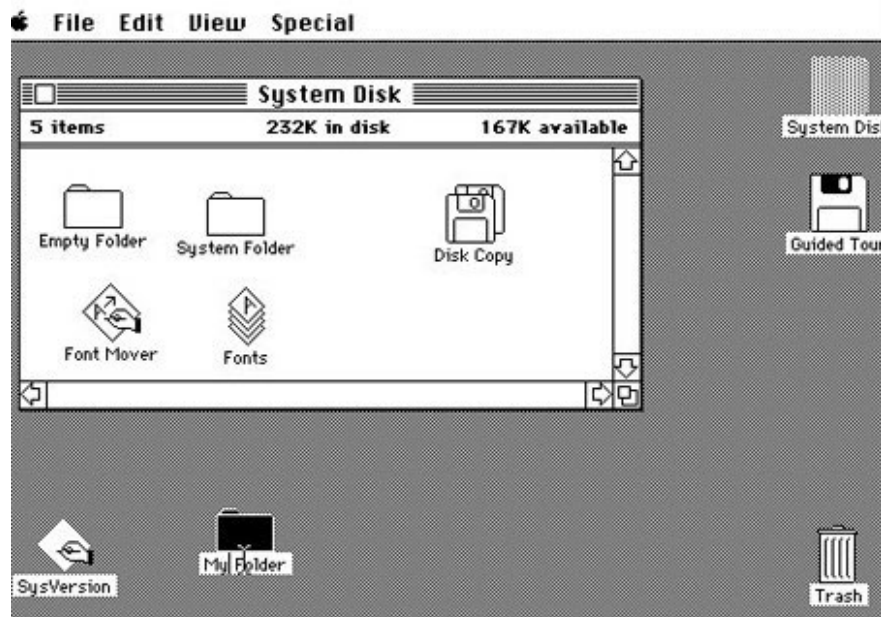 File Edit View Special
System Disk
5 items 232K in disk 167K available
Empty Folder
System Folder
Disk Copy
Font Mover
Fonts
System Dis
Guided Tour
SysVersion
My Folder
Trash